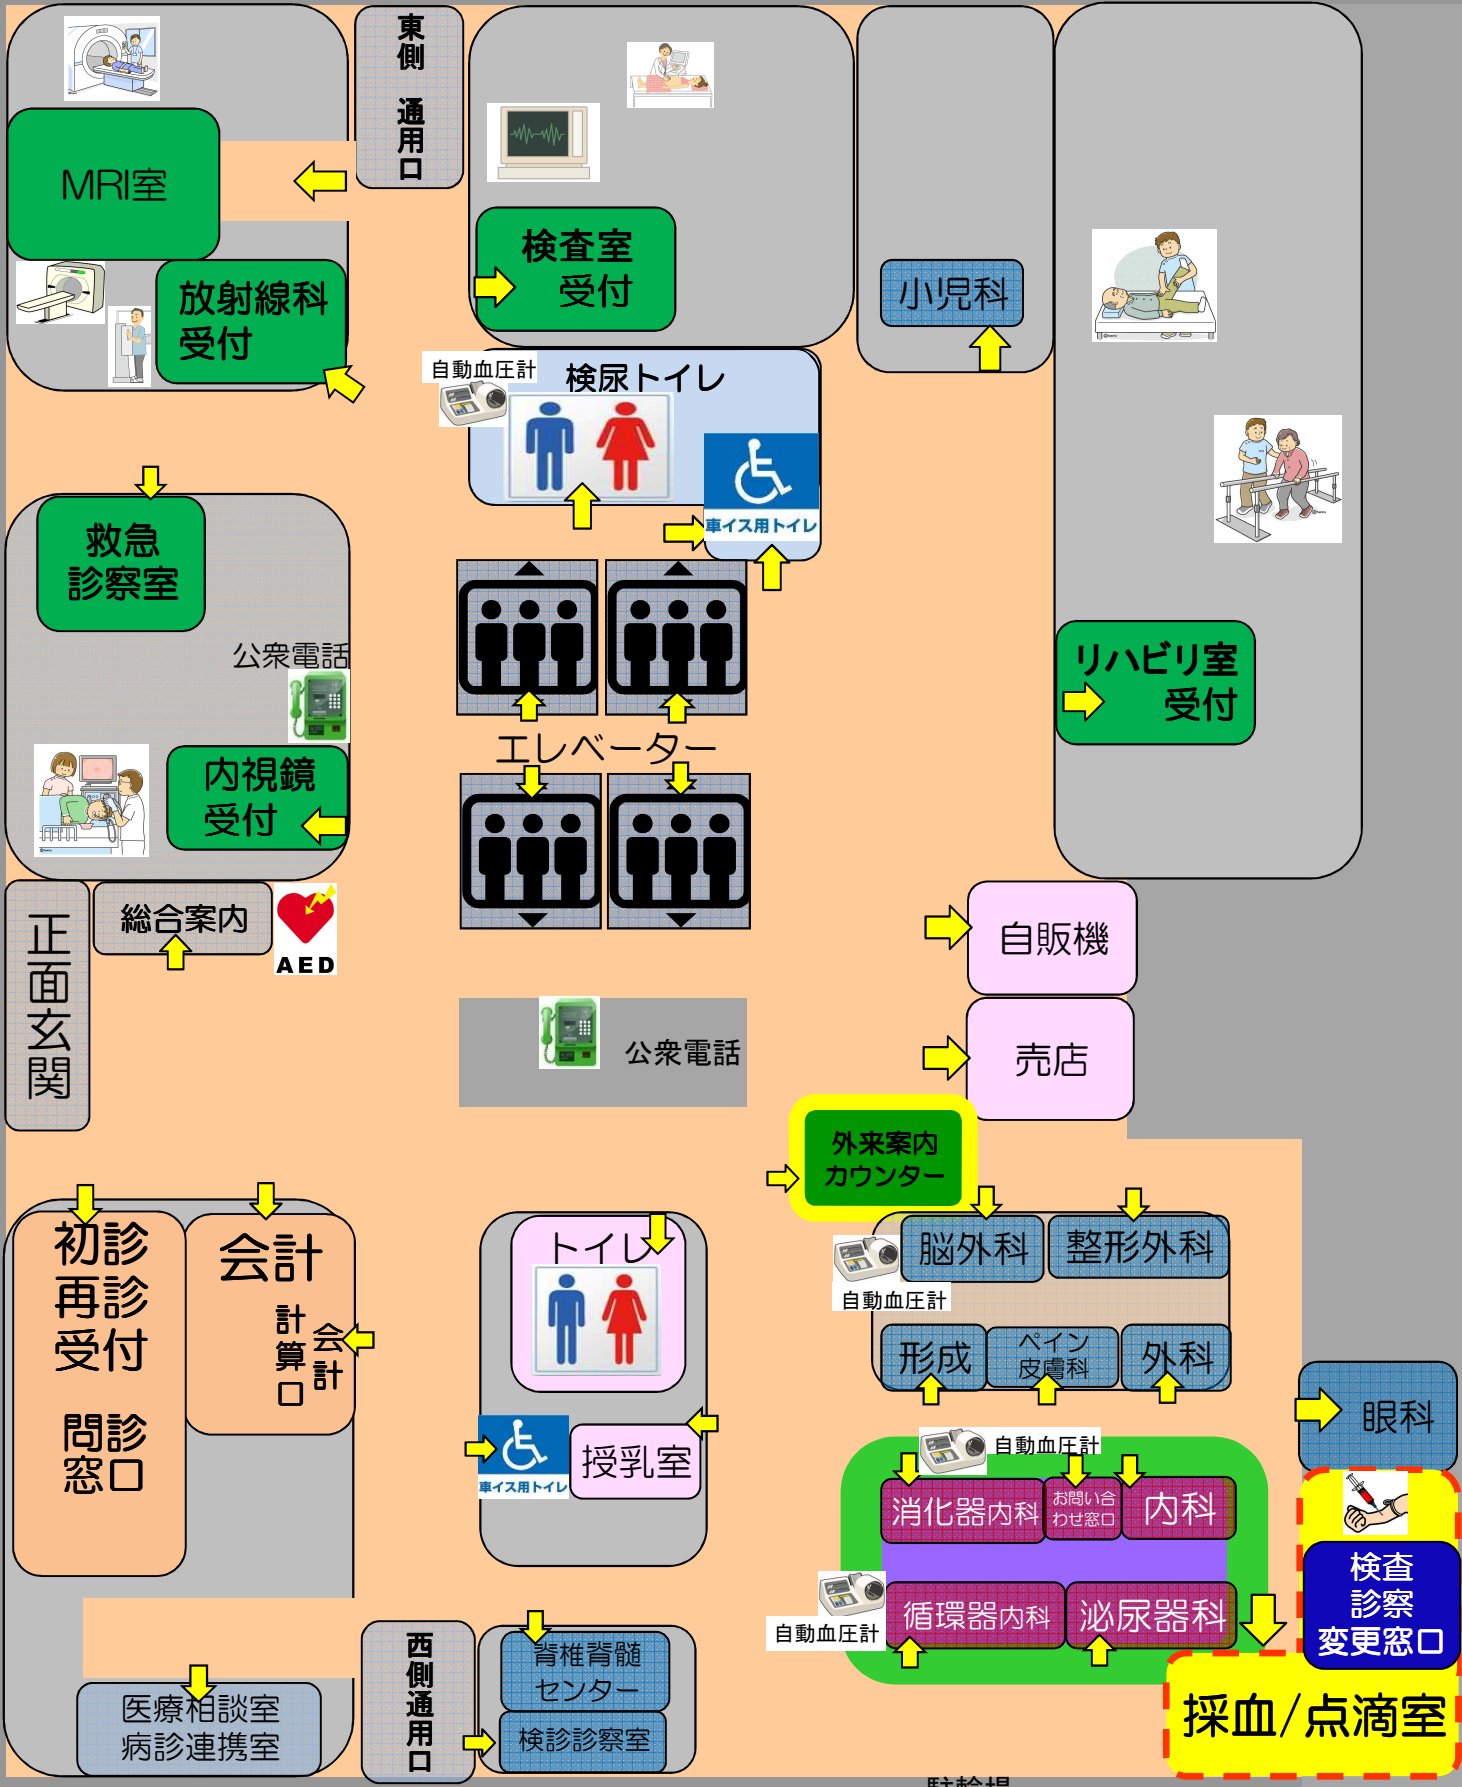 東側 通用口
MRI室
検査室
受付
放射線科
受付
小児科
自動血圧計
検尿トイレ
車イス用トイレ
救急
診察室
公衆電話
リハビリ室
受付
エレベーター
内視鏡
受付
総合案内
AED
正面玄関
自販機
公衆電話
売店
外来案内
カウンター
初診
再診
受付
問診
窓口
会計
会計
計算口
トイレ
車イス用トイレ
授乳室
脳外科
整形外科
自動血圧計
形成
ペイン
皮膚科
外科
眼科
自動血圧計
消化器内科
お問い合
わせ窓口
内科
循環器内科
泌尿器科
自動血圧計
検査
診察
変更窓口
採血/点滴室
西側通用口
脊椎脊髄
センター
検診診察室
医療相談室
病診連携室
駐輪場